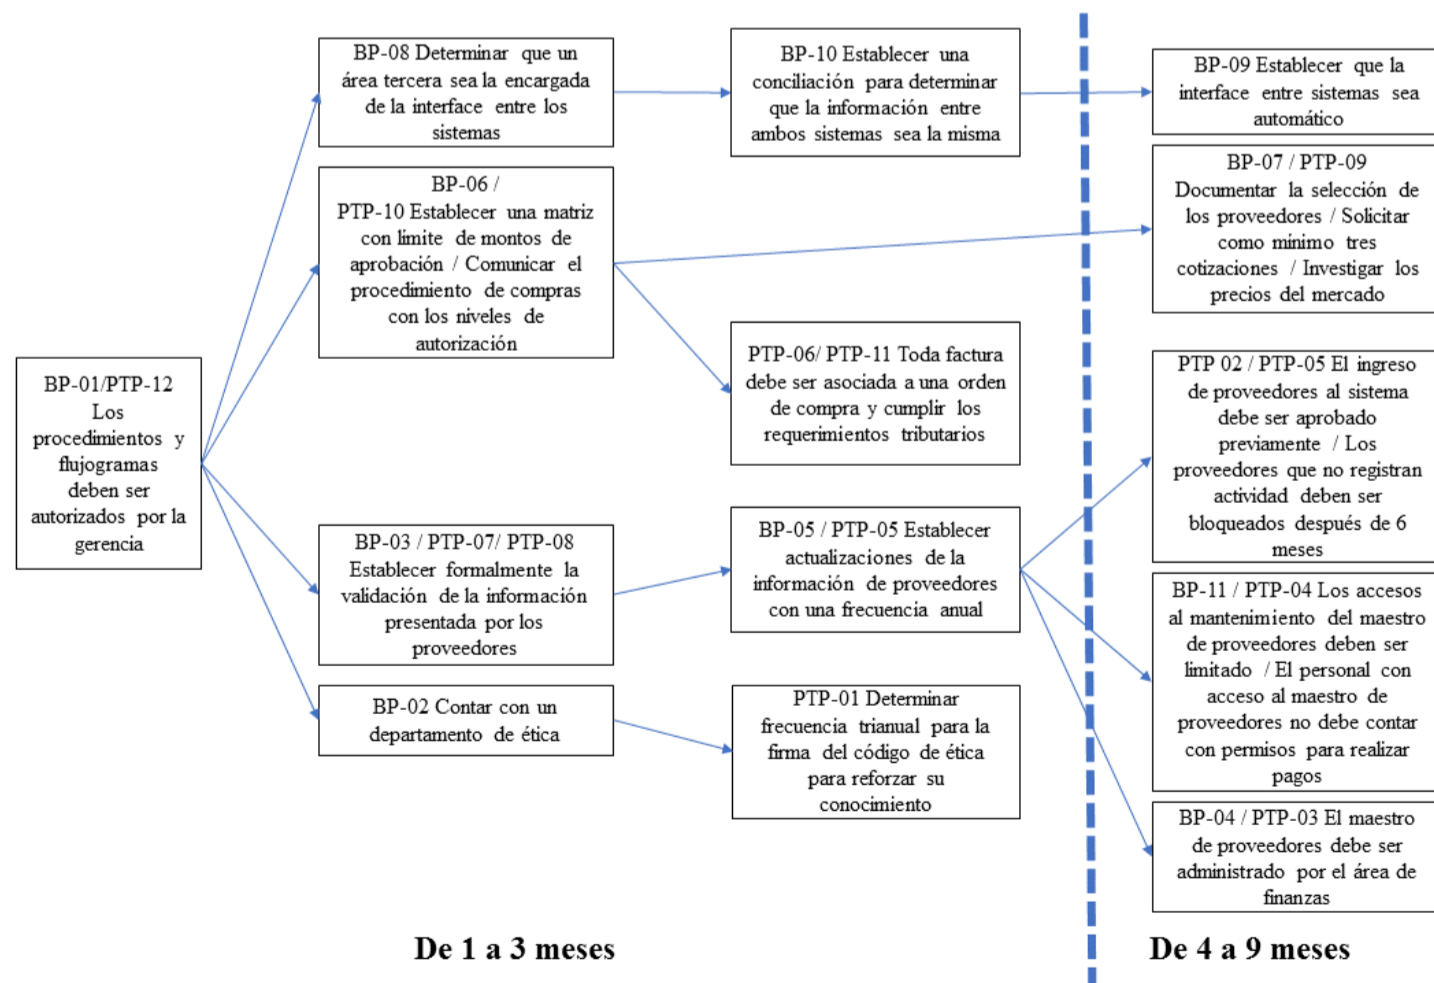 BP-01/PTP-12
Los
procedimientos y
flujogramas
deben ser
autorizados por la
gerencia
BP-08 Determinar que un
área tercera sea la encargada
de la interface entre los
sistemas
BP-06 /
PTP-10 Establecer una matriz
con limite de montos de
aprobación / Comunicar el
procedimiento de compras
con los niveles de
autorización
BP-03 / PTP-07/ PTP-08
Establecer formalmente la
validación de la información
presentada por los
proveedores
BP-02 Contar con un
departamento de ética
BP-10 Establecer una
conciliación para determinar
que la información entre
ambos sistemas sea la misma
PTP-06/ PTP-11 Toda factura
debe ser asociada a una orden
de compra y cumplir los
requerimientos tributarios
BP-05 / PTP-05 Establecer
actualizaciones de la
información de proveedores
con una frecuencia anual
PTP-01 Determinar
frecuencia trianual para la
firma del código de ética
para reforzar su
conocimiento
BP-09 Establecer que la
interface entre sistemas sea
automático
BP-07 / PTP-09
Documentar la selección de
los proveedores / Solicitar
como mínimo tres
cotizaciones / Investigar los
precios del mercado
PTP 02 / PTP-05 El ingreso
de proveedores al sistema
debe ser aprobado
previamente / Los
proveedores que no registran
actividad deben ser
bloqueados después de 6
meses
BP-11 / PTP-04 Los accesos
al mantenimiento del maestro
de proveedores deben ser
limitado / El personal con
acceso al maestro de
proveedores no debe contar
con permisos para realizar
pagos
BP-04 / PTP-03 El maestro
de proveedores debe ser
administrado por el área de
finanzas
De 1 a 3 meses
De 4 a 9 meses